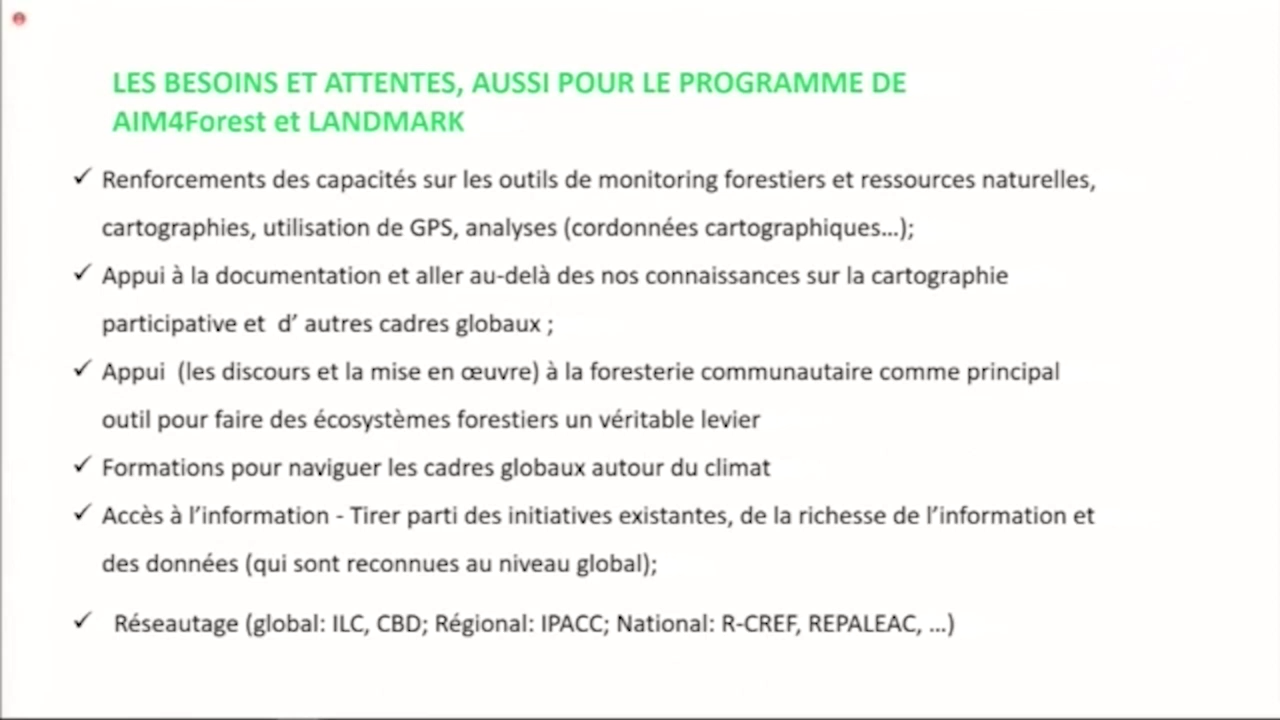 LES BESOINS ET ATTENTES, AUSSI POUR LE PROGRAMME DE
AIM4Forest et LANDMARK
✓ Renforcements des capacités sur les outils de monitoring forestiers et ressources naturelles,
cartographies, utilisation de GPS, analyses (cordonnées cartographiques…);
✓ Appui à la documentation et aller au-delà des nos connaissances sur la cartographie
participative et d’ autres cadres globaux ;
✓ Appui (les discours et la mise en œuvre) à la foresterie communautaire comme principal
outil pour faire des écosystèmes forestiers un véritable levier
✓ Formations pour naviguer les cadres globaux autour du climat
✓ Accès à l’information - Tirer parti des initiatives existantes, de la richesse de l’information et
des données (qui sont reconnues au niveau global);
✓ Réseautage (global: ILC, CBD; Régional: IPACC; National: R-CREF, REPALEAC, …)